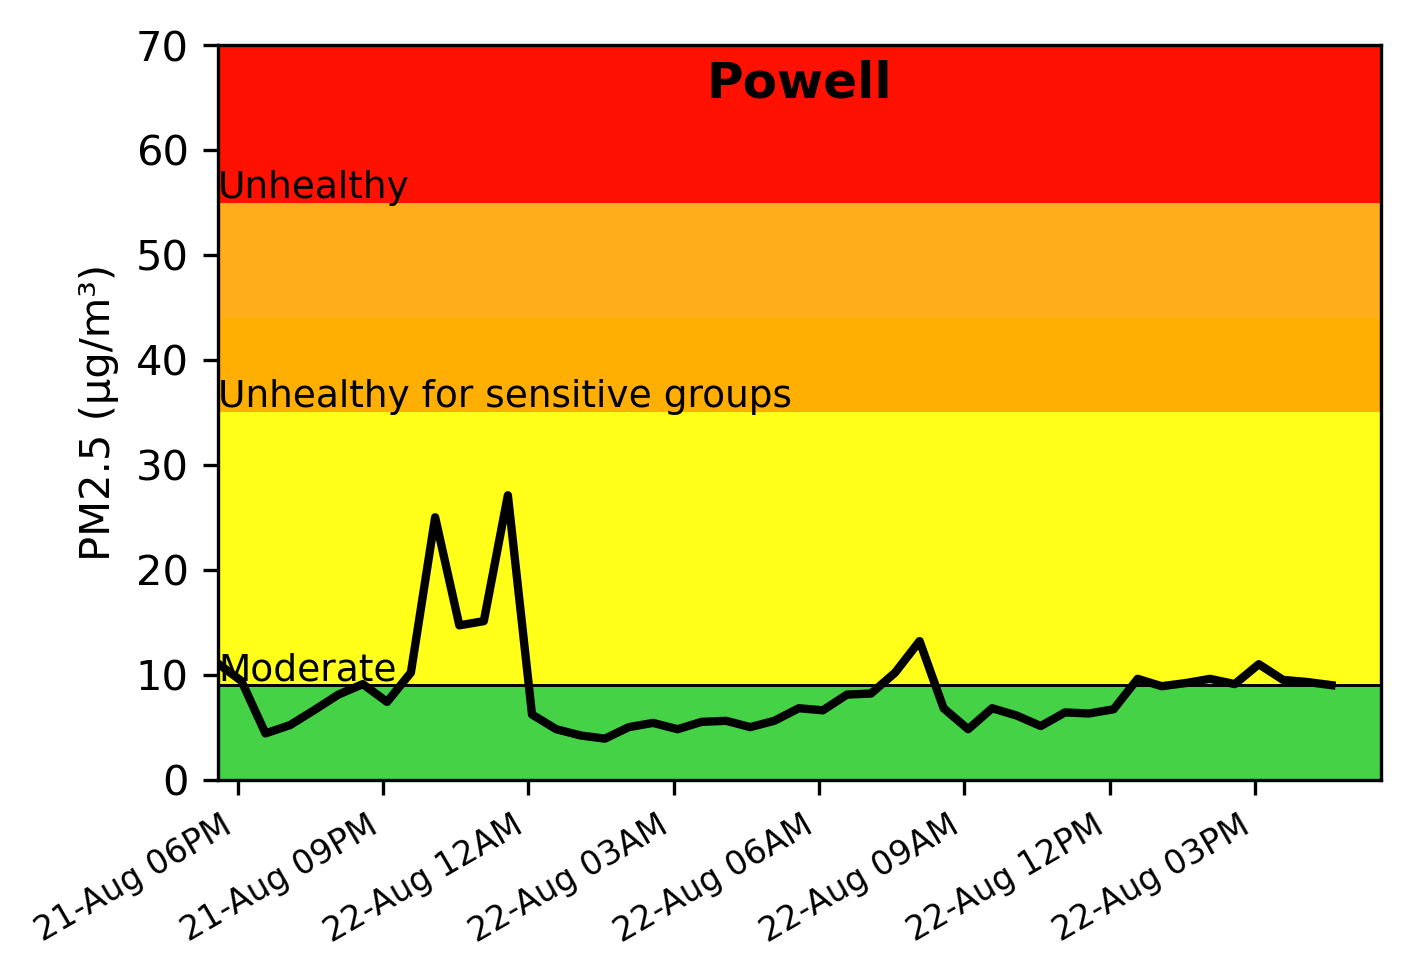 Powell
PM2.5 (µg/m³)
70
60
50
40
30
20
10
0
Unhealthy
Unhealthy for sensitive groups
Moderate
21-Aug 06PM
21-Aug 09PM
22-Aug 12AM
22-Aug 03AM
22-Aug 06AM
22-Aug 09AM
22-Aug 12PM
22-Aug 03PM